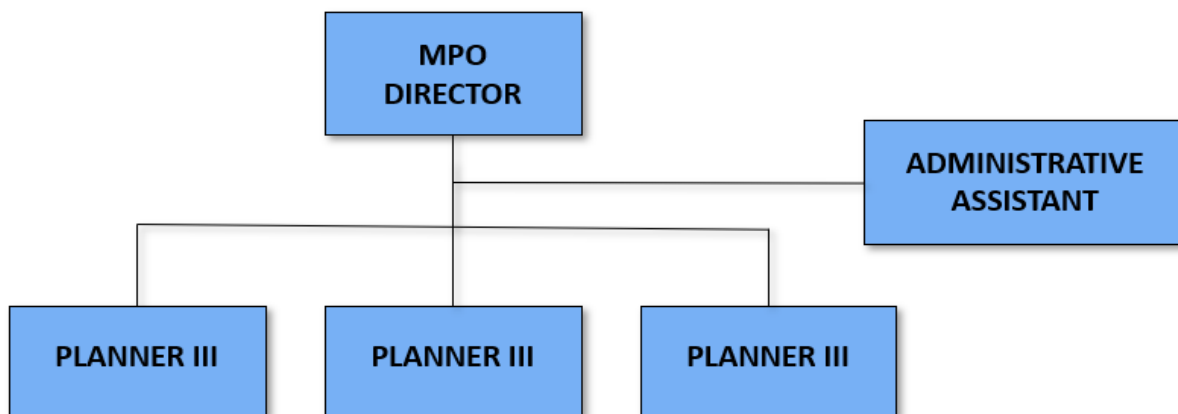 MPO
DIRECTOR
ADMINISTRATIVE
ASSISTANT
PLANNER III
PLANNER III
PLANNER III